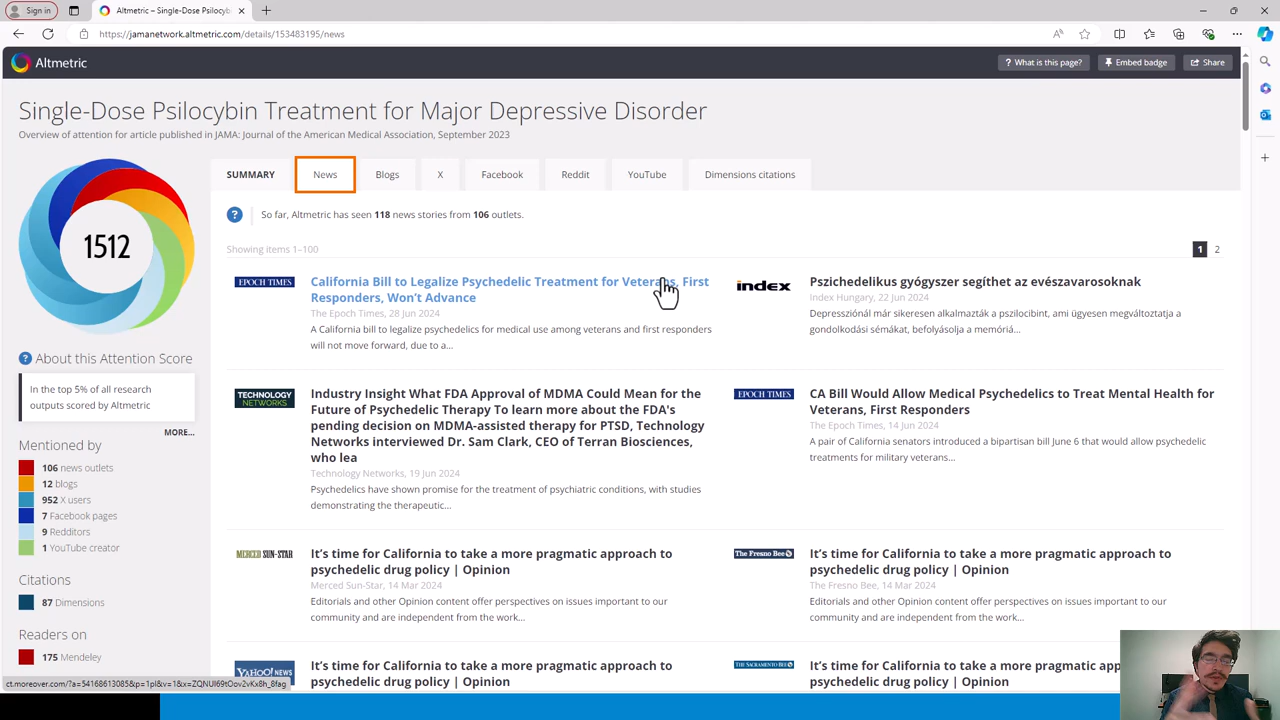 Sign in
Altmetric – Single-Dose Psilocyb
https://jamanetwork.altmetric.com/details/153483195/news
Altmetric
? What is this page?
Embed badge
Share
Single-Dose Psilocybin Treatment for Major Depressive Disorder
Overview of attention for article published in JAMA: Journal of the American Medical Association, September 2023
SUMMARY
News
Blogs
X
Facebook
Reddit
YouTube
Dimensions citations
1512
? So far, Altmetric has seen 118 news stories from 106 outlets.
Showing items 1–100
1 2
EPOCH TIMES
California Bill to Legalize Psychedelic Treatment for Veterans, First
Responders, Won't Advance
The Epoch Times, 28 Jun 2024
A California bill to legalize psychedelics for medical use among veterans and first responders
will not move forward, due to a...
index
Pszichedelikus gyógyszer segíthet az evészavarosoknak
Index Hungary, 22 Jun 2024
Depressziónál már sikeresen alkalmazták a pszilocibint, ami ügyesen megváltoztatja a
gondolkodási sémákat, befolyásolja a memóriá...
? About this Attention Score
In the top 5% of all research
outputs scored by Altmetric
MORE...
TECHNOLOGY
NETWORKS
Industry Insight What FDA Approval of MDMA Could Mean for the
Future of Psychedelic Therapy To learn more about the FDA's
pending decision on MDMA-assisted therapy for PTSD, Technology
Networks interviewed Dr. Sam Clark, CEO of Terran Biosciences,
who lea
Technology Networks, 19 Jun 2024
Psychedelics have shown promise for the treatment of psychiatric conditions, with studies
demonstrating the therapeutic...
EPOCH TIMES
CA Bill Would Allow Medical Psychedelics to Treat Mental Health for
Veterans, First Responders
The Epoch Times, 14 Jun 2024
A pair of California senators introduced a bipartisan bill June 6 that would allow psychedelic
treatments for military veterans...
Mentioned by
106 news outlets
12 blogs
952 X users
7 Facebook pages
9 Redditors
1 YouTube creator
Citations
87 Dimensions
Readers on
175 Mendeley
MERCED SUN-STAR
It's time for California to take a more pragmatic approach to
psychedelic drug policy | Opinion
Merced Sun-Star, 14 Mar 2024
Editorials and other Opinion content offer perspectives on issues important to our
community and are independent from the work...
The Fresno Bee
It's time for California to take a more pragmatic approach to
psychedelic drug policy | Opinion
The Fresno Bee, 14 Mar 2024
Editorials and other Opinion content offer perspectives on issues important to our
community and are independent from the work...
YAHOO! NEWS
It's time for California to take a more pragmatic approach to
psychedelic drug policy | Opinion
THE SACRAMENTO BEE
It's time for California to take a more pragmatic ap
psychedelic drug policy | Opinion